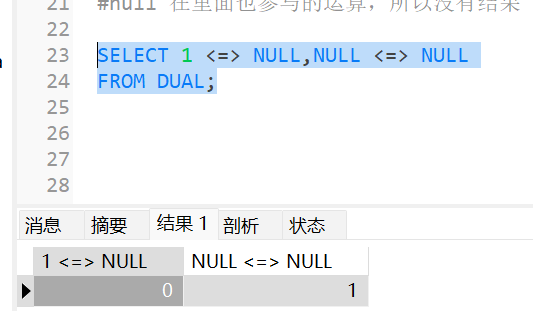 21 #null 在里面也参与的运算，所以没有结果
22
23 SELECT 1 <=> NULL,NULL <=> NULL
24 FROM DUAL;
25
26
27
28
消息 摘要 结果 1 剖析 状态
1 <=> NULL NULL <=> NULL
0 1